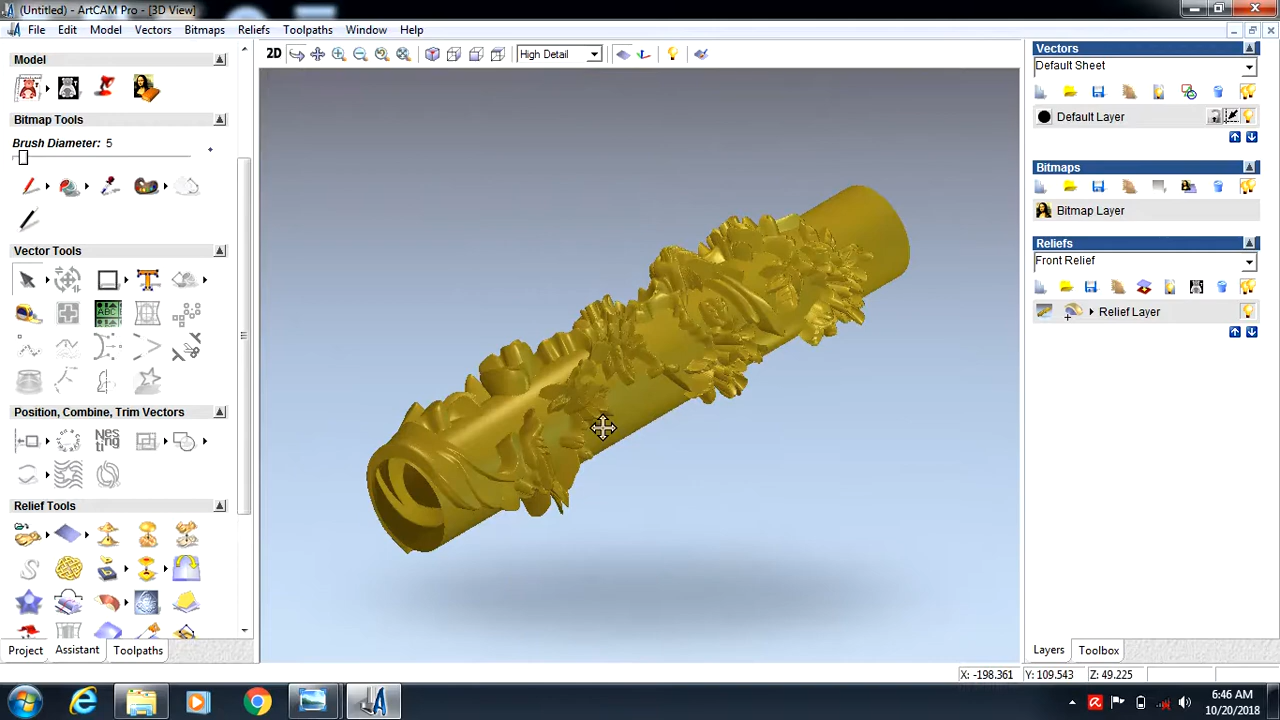 (Untitled) - ArtCAM Pro - [3D View]
File Edit Model Vectors Bitmaps Reliefs Toolpaths Window Help
Model
2D
High Detail
Bitmap Tools
Brush Diameter: 5
Vector Tools
ABC
Position, Combine, Trim Vectors
Nes
ting
Relief Tools
Project Assistant Toolpaths
Vectors
Default Sheet
Default Layer
Bitmaps
Bitmap Layer
Reliefs
Front Relief
Relief Layer
Layers Toolbox
X: -198.361 Y: 109.543 Z: 49.225
6:46 AM
10/20/2018